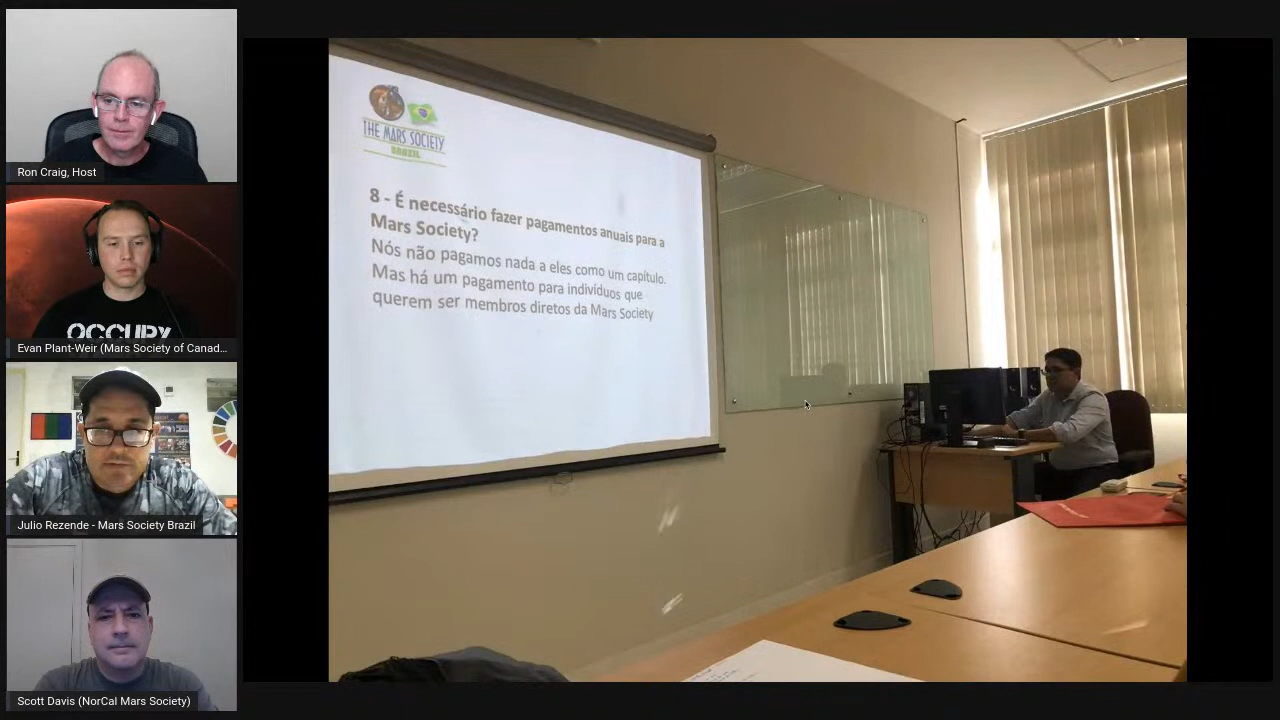 Ron Craig, Host
Evan Plant-Weir (Mars Society of Canad...
OCCUPY
Julio Rezende - Mars Society Brazil
Scott Davis (NorCal Mars Society)
THE MARS SOCIETY
BRAZIL
8 - É necessário fazer pagamentos anuais para a
Mars Society?
Nós não pagamos nada a eles como um capítulo.
Mas há um pagamento para indivíduos que
querem ser membros diretos da Mars Society